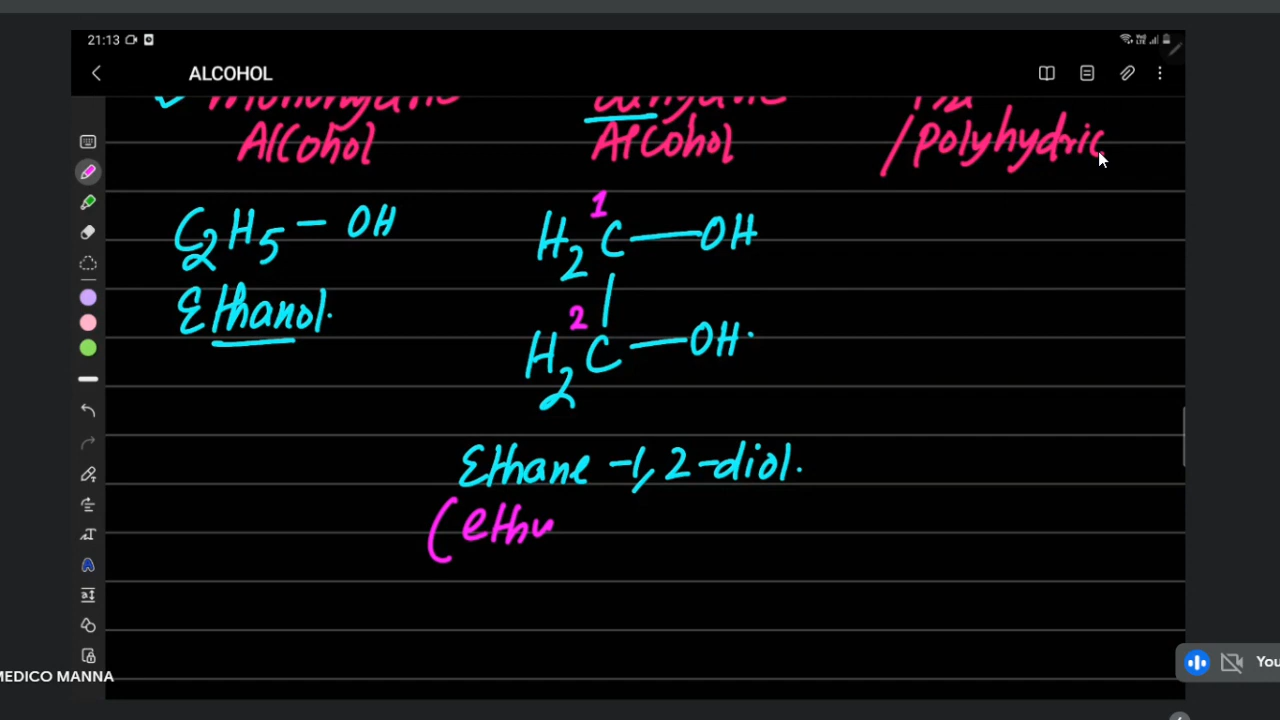 21:13
ALCOHOL
Alcohol
Alcohol
/polyhydric
C2H5 - OH
Ethanol.
1
H2C — OH
2
H2C — OH.
Ethane -1, 2-diol.
(ethy
MEDICO MANNA
You